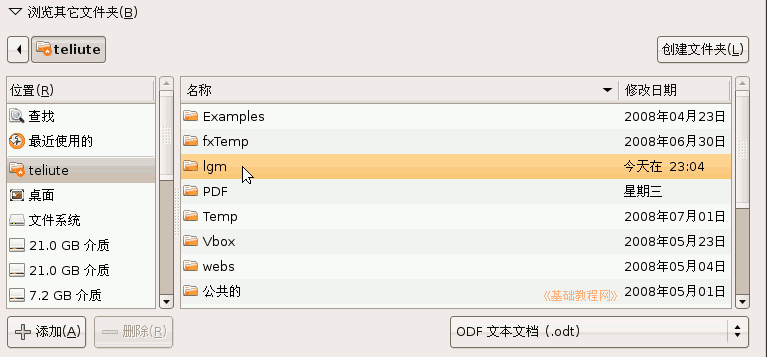 浏览其它文件夹(B)
teliute
创建文件夹(L)
位置(R)
查找
最近使用的
teliute
桌面
文件系统
21.0 GB 介质
21.0 GB 介质
7.2 GB 介质
名称 修改日期
Examples 2008年04月23日
fxTemp 2008年06月30日
lgm 今天在 23:04
PDF 星期三
Temp 2008年07月01日
Vbox 2008年05月23日
webs 2008年05月04日
公共的 2008年05月01日
《基础教程网》
添加(A)
删除(R)
ODF 文本文档 (.odt)